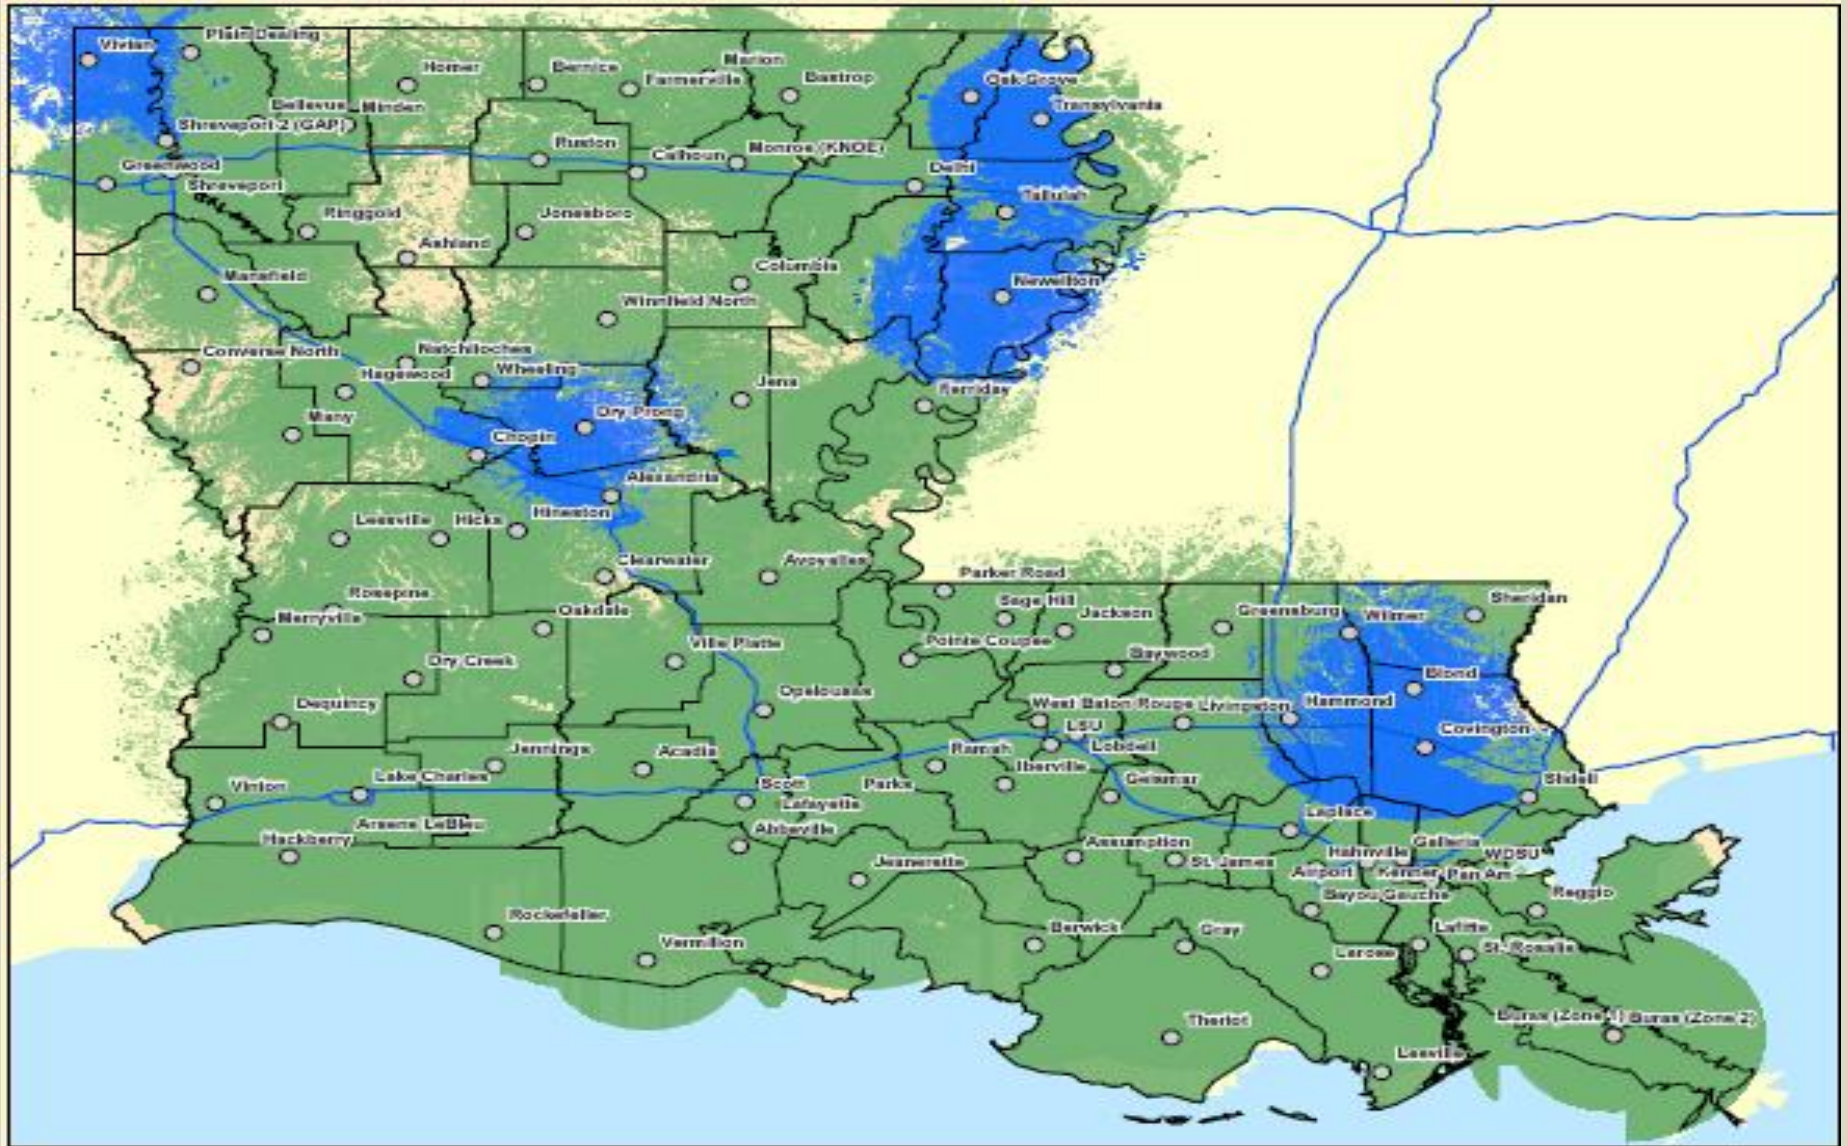 Vivian
Plain Dealing
Homer
Bernice
Marion
Farmerville
Bastrop
Oak Grove
Transylvania
Bellevue
Minden
Shreveport 2 (GAP)
Ruston
Calhoun
Monroe (KNOE)
Delhi
Greenwood
Shreveport
Tallulah
Ringgold
Jonesboro
Ashland
Mansfield
Columbia
Newellton
Winnfield North
Converse North
Natchitoches
Hagewood
Wheeling
Jena
Ferriday
Many
Dry Prong
Chopin
Alexandria
Leesville
Hicks
Hineston
Clearwater
Avoyelles
Parker Road
Rosepine
Merryville
Oakdale
Sage Hill
Jackson
Greensburg
Wilmer
Sheridan
Ville Platte
Pointe Coupee
Baywood
Dry Creek
Blond
Dequincy
Opelousas
West Baton Rouge
Livingston
Hammond
LSU
Lobdell
Covington
Jennings
Acadia
Ramah
Iberville
Vinton
Lake Charles
Scott
Parks
Geismar
Slidell
Lafayette
Arsene LeBleu
Abbeville
Laplace
Hackberry
Jeanerette
Assumption
St. James
Hahnville
Galleria
WDSU
Airport
Kenner
Pan Am
Bayou Gauche
Reggio
Rockefeller
Vermilion
Berwick
Gray
Larose
Lafitte
St. Rosalie
Theriot
Buras (Zone 1)
Buras (Zone 2)
Leeville